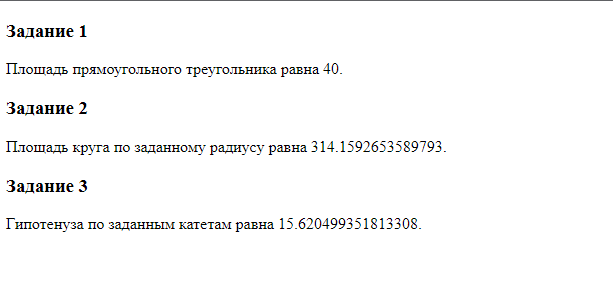 Задание 1
Площадь прямоугольного треугольника равна 40.
Задание 2
Площадь круга по заданному радиусу равна 314.1592653589793.
Задание 3
Гипотенуза по заданным катетам равна 15.620499351813308.